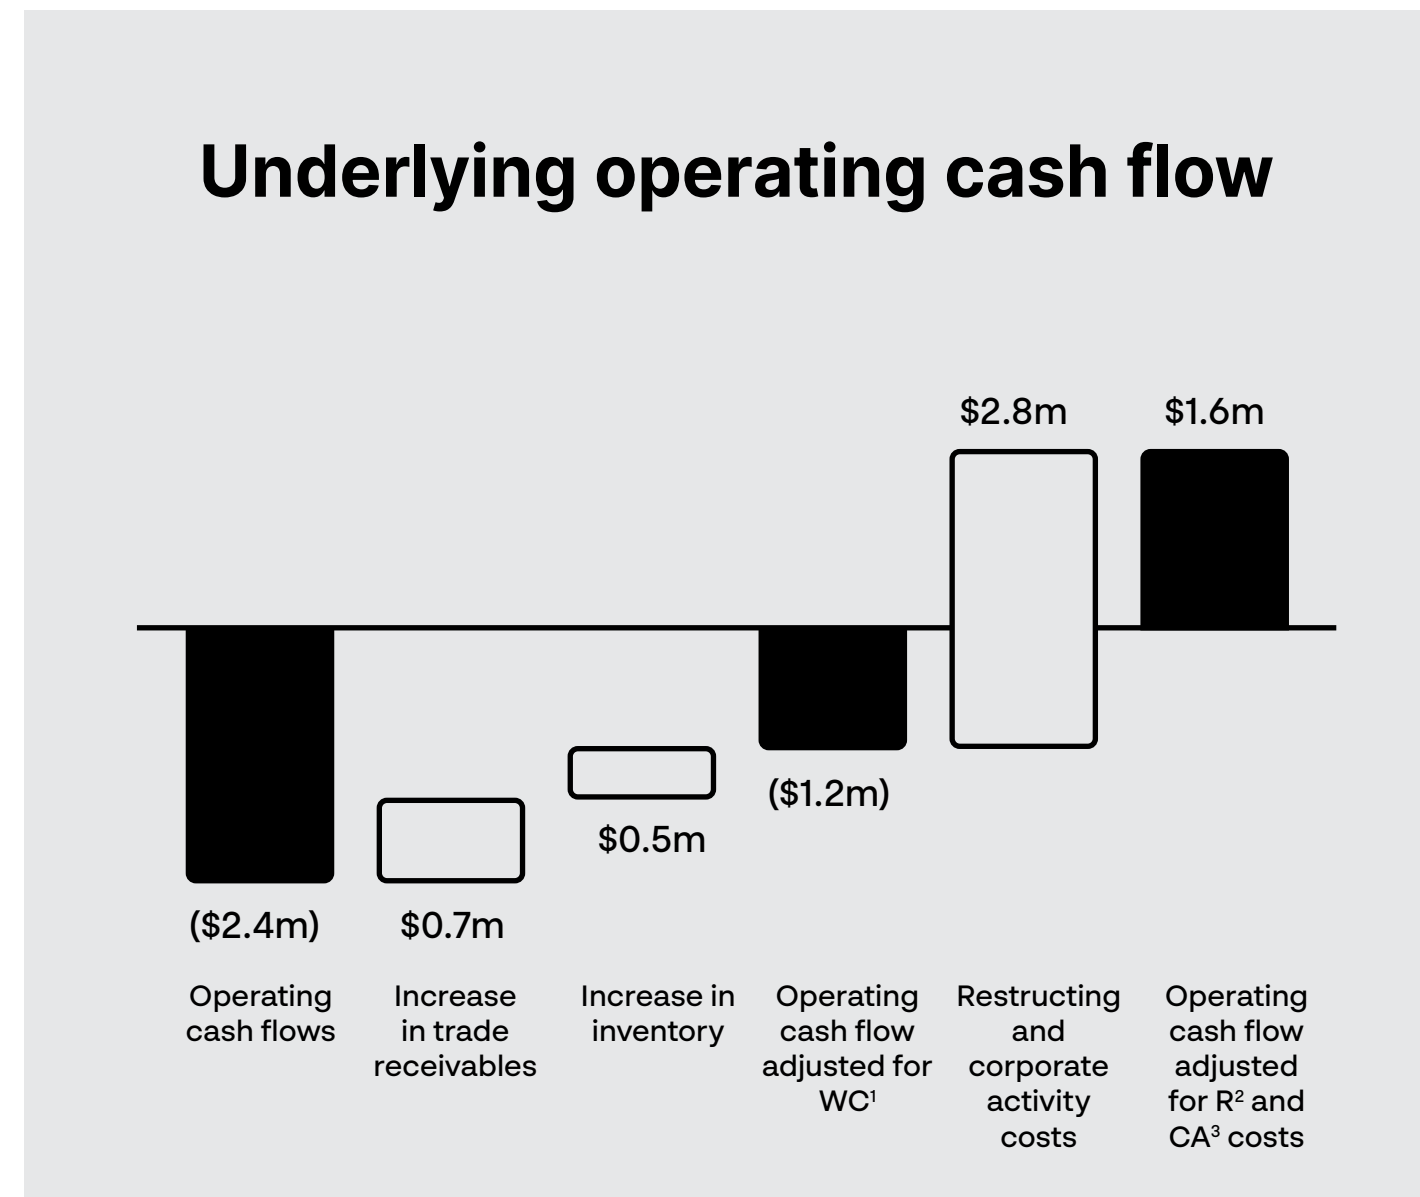 Underlying operating cash flow
$2.8m
$1.6m
($1.2m)
$0.5m
($2.4m)
$0.7m
Operating
cash flows
Increase
in trade
receivables
Increase in
inventory
Operating
cash flow
adjusted for
WC¹
Restructing
and
corporate
activity
costs
Operating
cash flow
adjusted
for R² and
CA³ costs